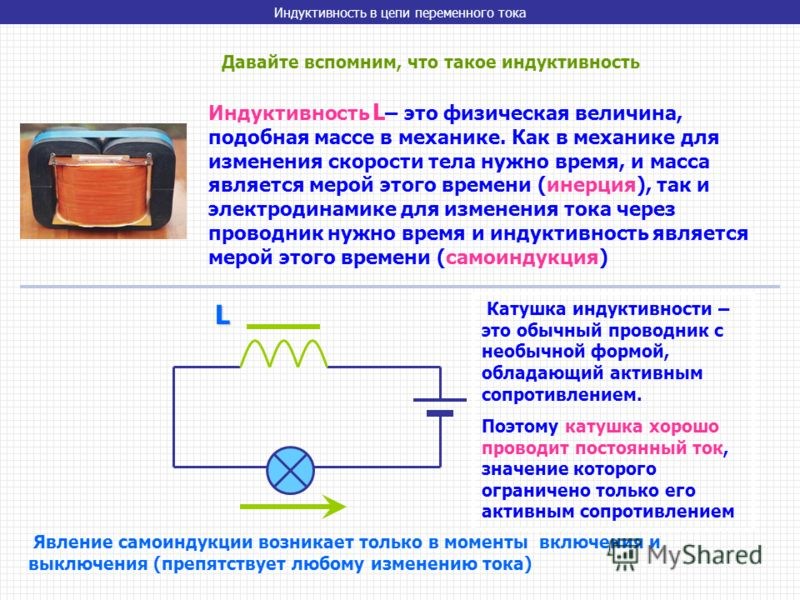 Индуктивность в цепи переменного тока
Давайте вспомним, что такое индуктивность
Индуктивность L– это физическая величина,
подобная массе в механике. Как в механике для
изменения скорости тела нужно время, и масса
является мерой этого времени (инерция), так и
электродинамике для изменения тока через
проводник нужно время и индуктивность является
мерой этого времени (самоиндукция)
L
Катушка индуктивности –
это обычный проводник с
необычной формой,
обладающий активным
сопротивлением.
Поэтому катушка хорошо
проводит постоянный ток,
значение которого
ограничено только его
активным сопротивлением
Явление самоиндукции возникает только в моменты включения и
выключения (препятствует любому изменению тока)
MyShared